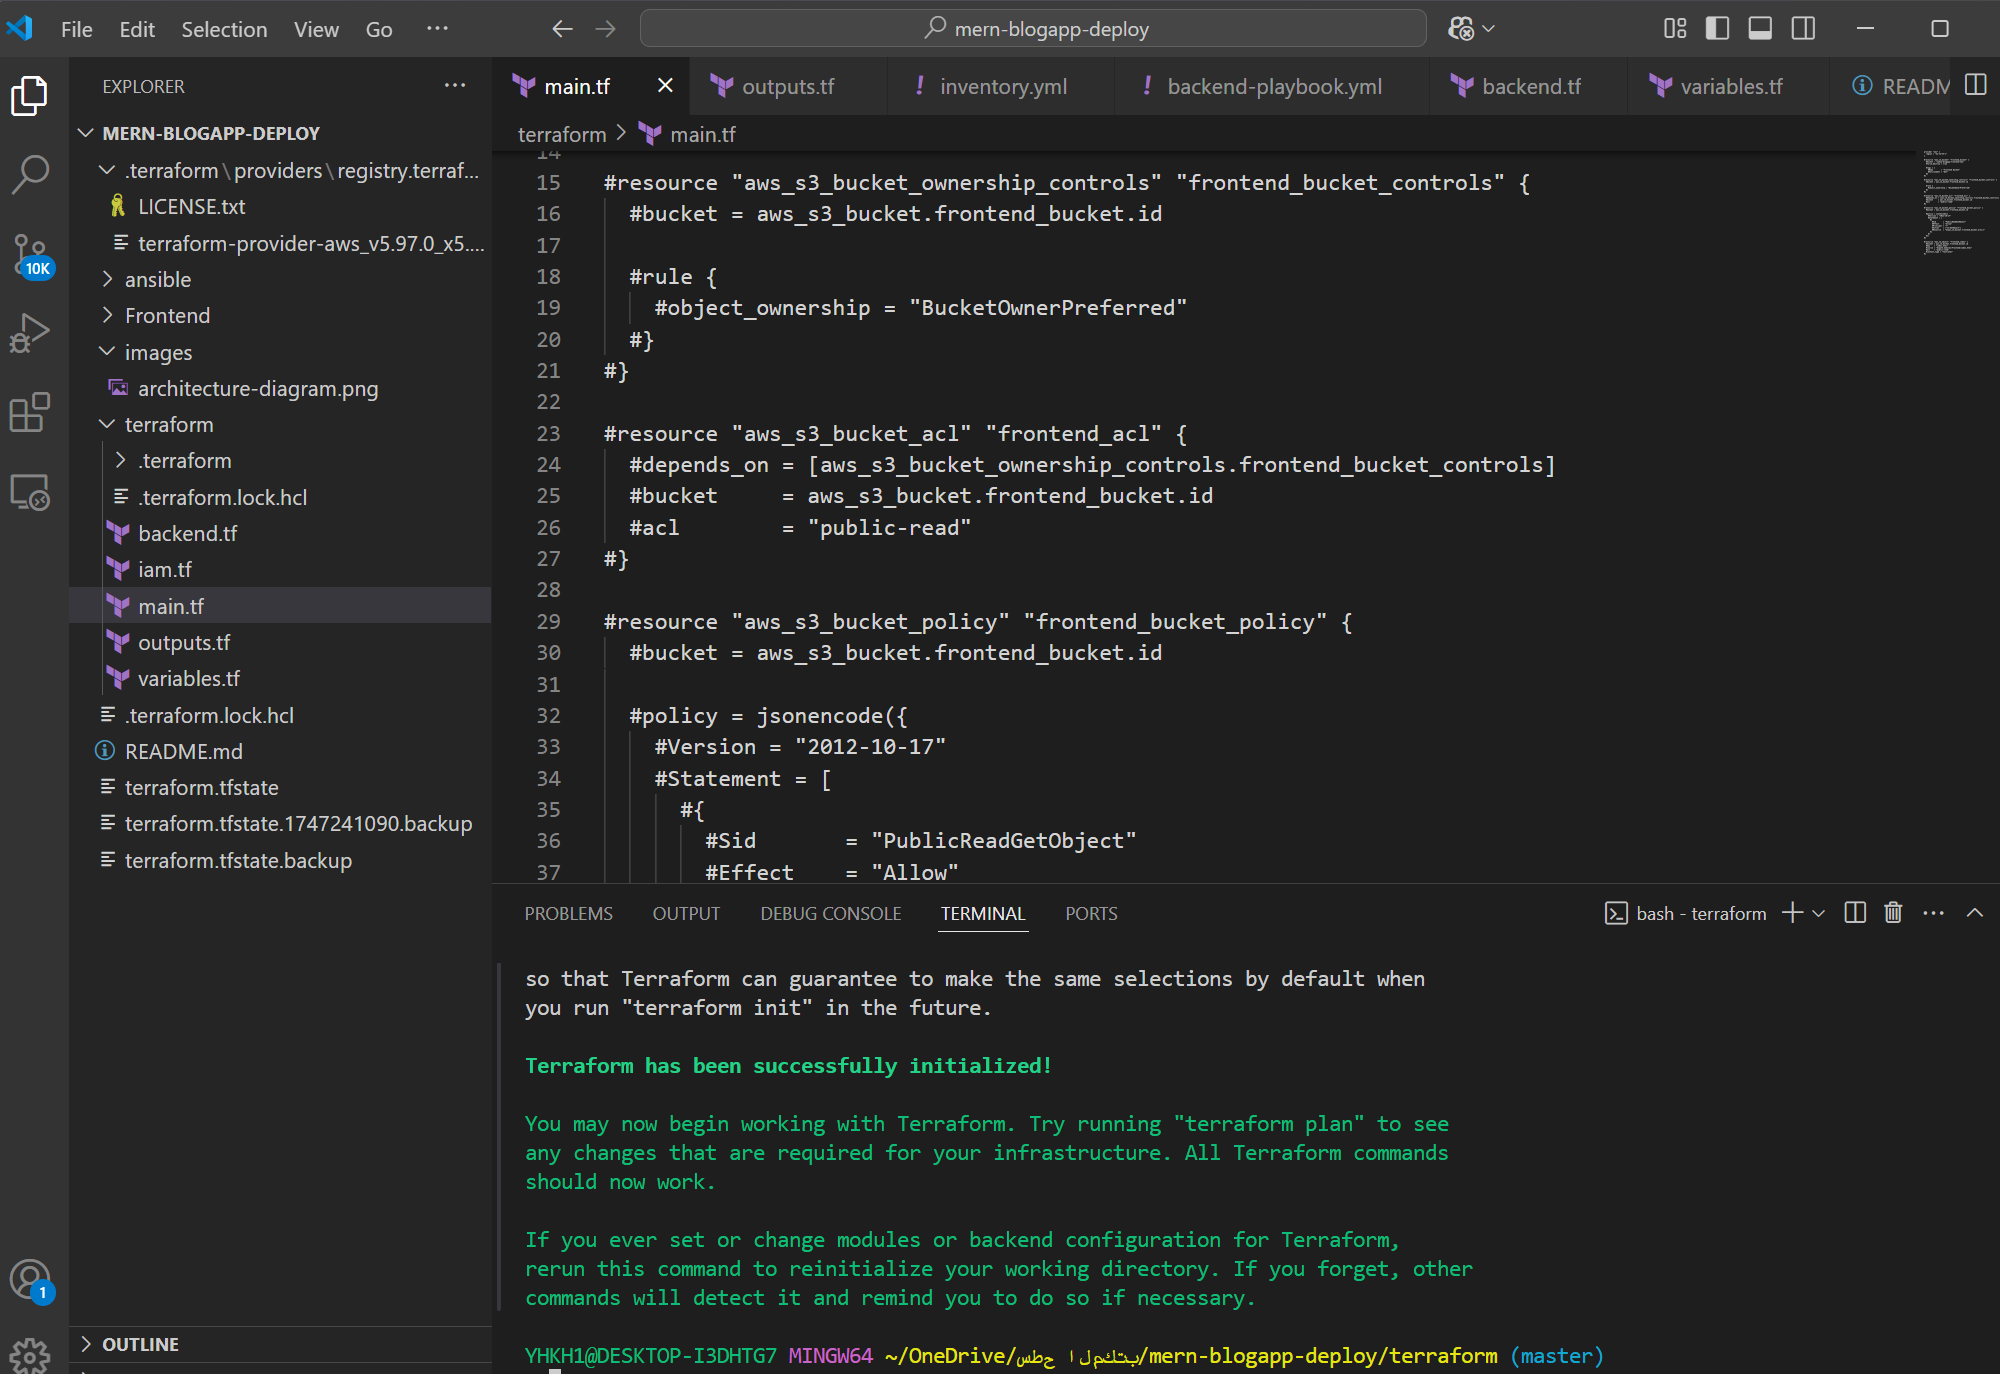 File Edit Selection View Go ···
mern-blogapp-deploy
EXPLORER ···
MERN-BLOGAPP-DEPLOY
.terraform\providers\registry.terraf...
LICENSE.txt
terraform-provider-aws_v5.97.0_x5....
ansible
Frontend
images
architecture-diagram.png
terraform
.terraform
.terraform.lock.hcl
backend.tf
iam.tf
main.tf
outputs.tf
variables.tf
.terraform.lock.hcl
README.md
terraform.tfstate
terraform.tfstate.1747241090.backup
terraform.tfstate.backup
OUTLINE
10K
1
main.tf outputs.tf ! inventory.yml ! backend-playbook.yml backend.tf variables.tf READM
terraform > main.tf
14
15 #resource "aws_s3_bucket_ownership_controls" "frontend_bucket_controls" {
16 #bucket = aws_s3_bucket.frontend_bucket.id
17
18 #rule {
19 #object_ownership = "BucketOwnerPreferred"
20 #}
21 #}
22
23 #resource "aws_s3_bucket_acl" "frontend_acl" {
24 #depends_on = [aws_s3_bucket_ownership_controls.frontend_bucket_controls]
25 #bucket = aws_s3_bucket.frontend_bucket.id
26 #acl = "public-read"
27 #}
28
29 #resource "aws_s3_bucket_policy" "frontend_bucket_policy" {
30 #bucket = aws_s3_bucket.frontend_bucket.id
31
32 #policy = jsonencode({
33 #Version = "2012-10-17"
34 #Statement = [
35 #{
36 #Sid = "PublicReadGetObject"
37 #Effect = "Allow"
PROBLEMS OUTPUT DEBUG CONSOLE TERMINAL PORTS
bash - terraform
so that Terraform can guarantee to make the same selections by default when
you run "terraform init" in the future.
Terraform has been successfully initialized!
You may now begin working with Terraform. Try running "terraform plan" to see
any changes that are required for your infrastructure. All Terraform commands
should now work.
If you ever set or change modules or backend configuration for Terraform,
rerun this command to reinitialize your working directory. If you forget, other
commands will detect it and remind you to do so if necessary.
YHKH1@DESKTOP-I3DHTG7 MINGW64 ~/OneDrive/سطح المكتب/mern-blogapp-deploy/terraform (master)